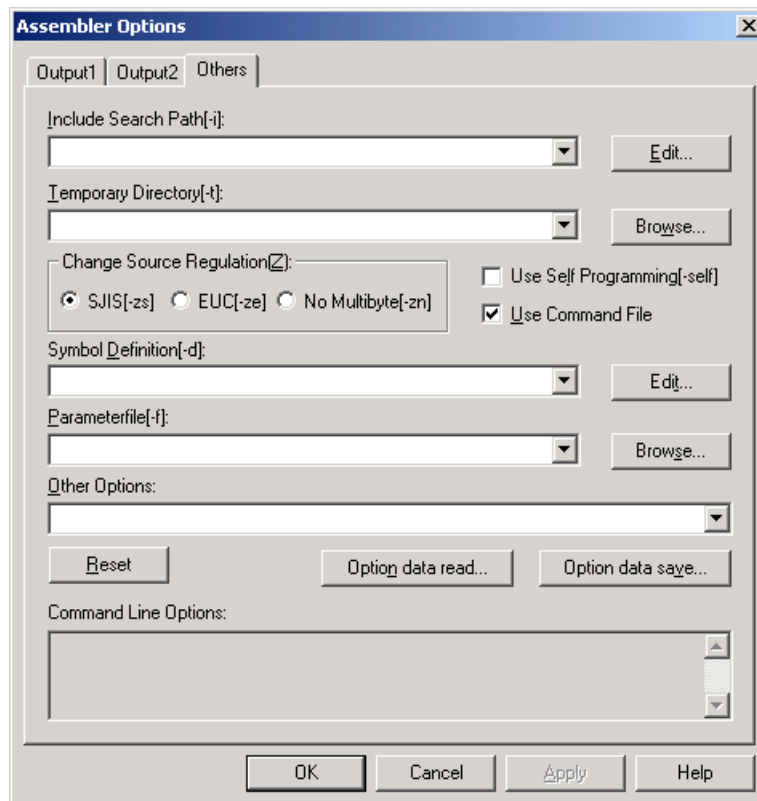 Assembler Options
Output1 Output2 Others
Include Search Path[-i]:
Edit...
Temporary Directory[-t]:
Browse...
Change Source Regulation(Z):
SJIS[-zs] EUC[-ze] No Multibyte[-zn]
Use Self Programming[-self]
Use Command File
Symbol Definition[-d]:
Edit...
Parameterfile[-f]:
Browse...
Other Options:
Reset Option data read... Option data save...
Command Line Options:
OK Cancel Apply Help